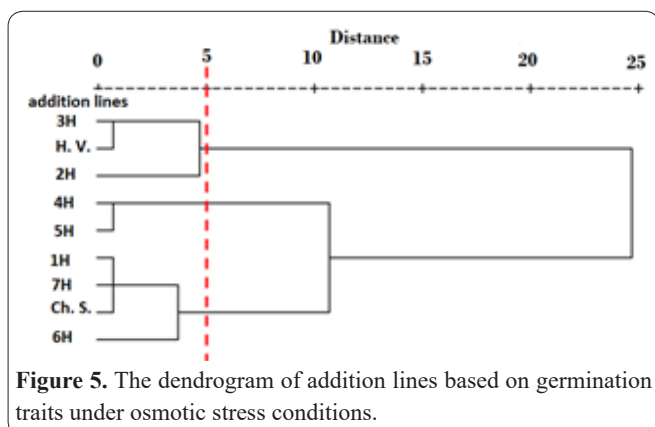 Distance
0 5 10 15 20 25
addition lines
3H
H. V.
2H
4H
5H
1H
7H
Ch. S.
6H
Figure 5. The dendrogram of addition lines based on germination
traits under osmotic stress conditions.